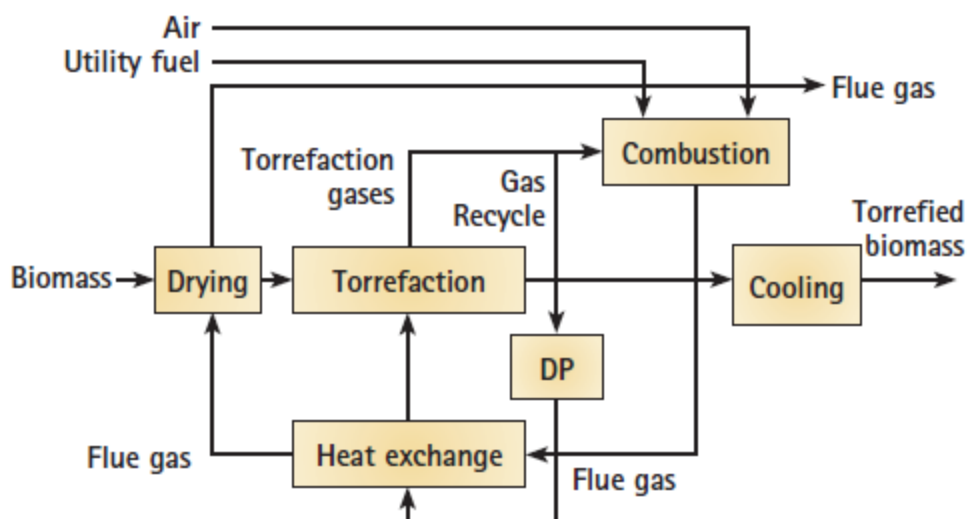 Air
Utility fuel
Flue gas
Combustion
Torrefaction
gases
Gas
Recycle
Torrefied
biomass
Biomass
Drying
Torrefaction
Cooling
DP
Flue gas
Heat exchange
Flue gas